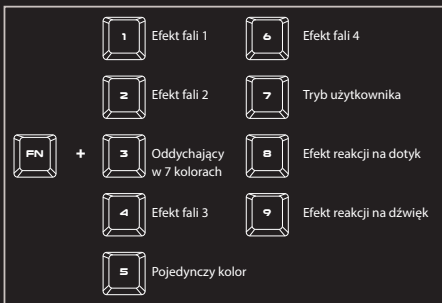 1 Efekt fali 1
2 Efekt fali 2
FN + 3 Oddychający
w 7 kolorach
4 Efekt fali 3
5 Pojedynczy kolor
6 Efekt fali 4
7 Tryb użytkownika
8 Efekt reakcji na dotyk
9 Efekt reakcji na dźwięk